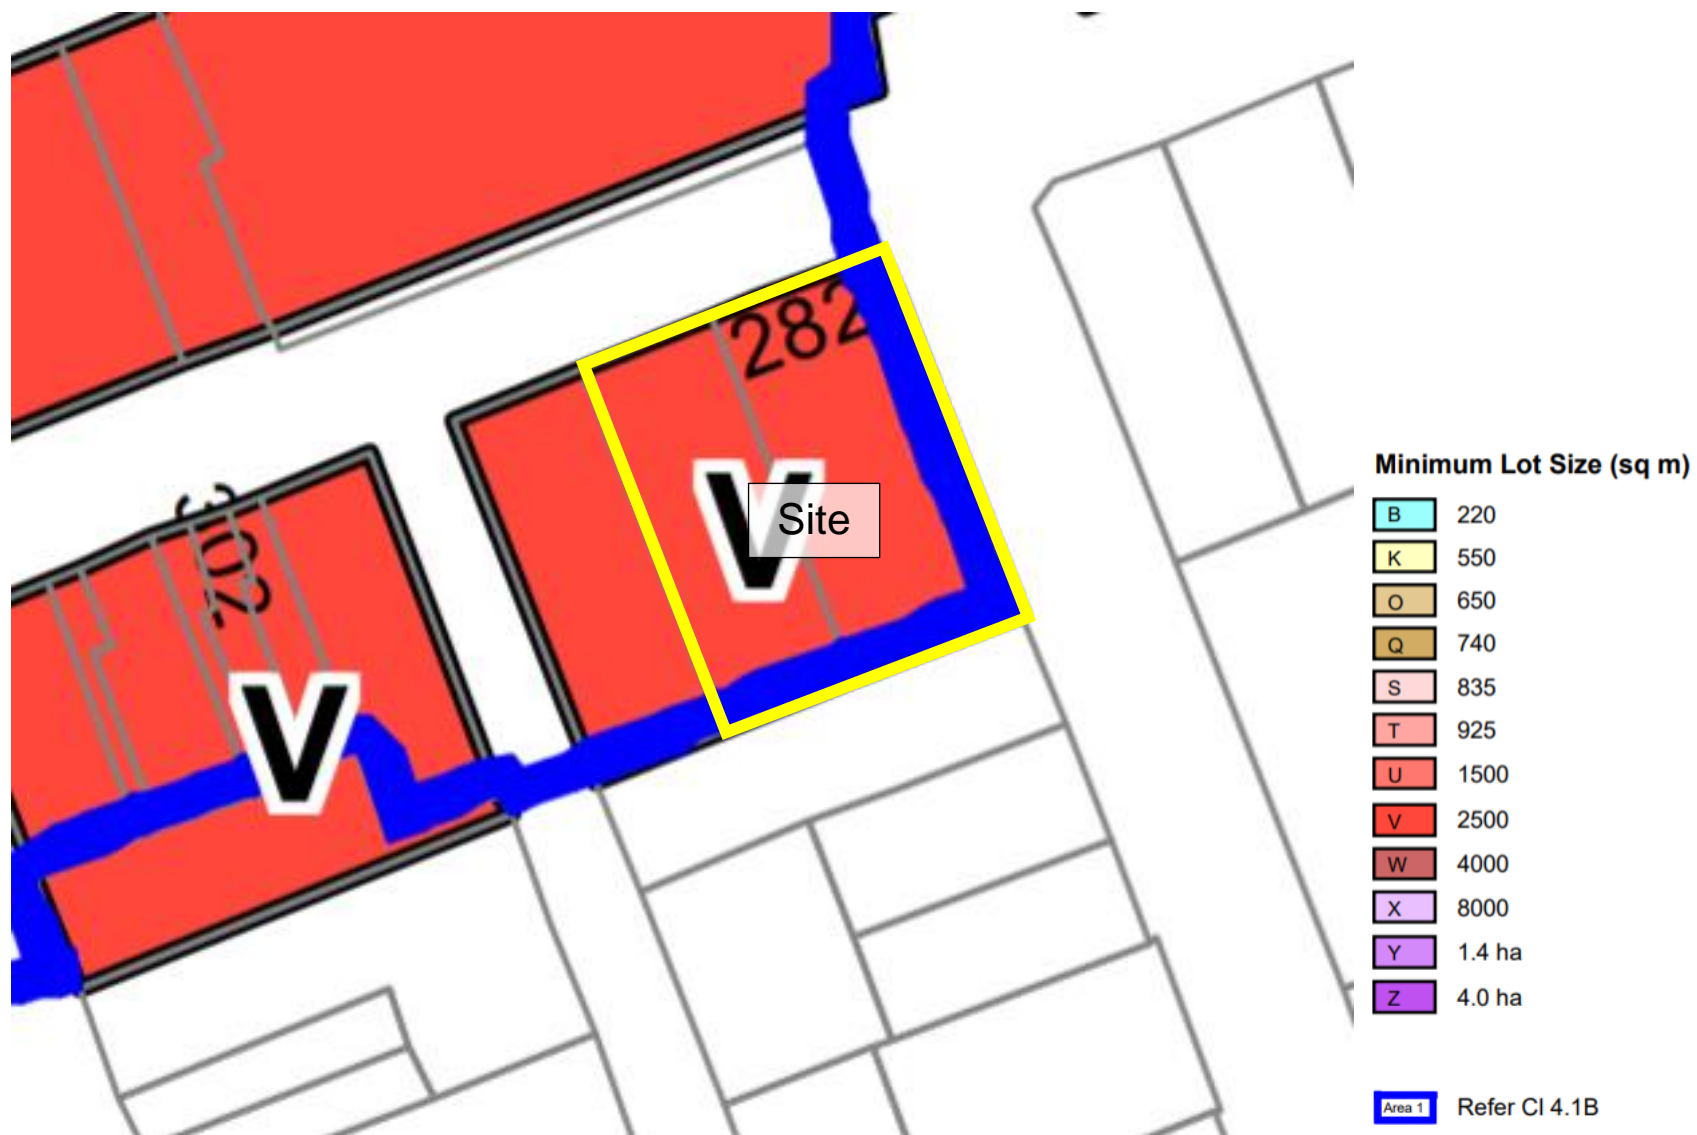 282
V
Site
302
V
Minimum Lot Size (sq m)
B 220
K 550
O 650
Q 740
S 835
T 925
U 1500
V 2500
W 4000
X 8000
Y 1.4 ha
Z 4.0 ha
Area 1 Refer Cl 4.1B